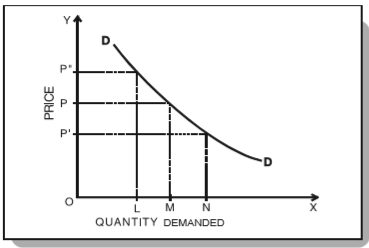 Y
D
P"
P
P'
PRICE
D
O
L M N X
QUANTITY DEMANDED